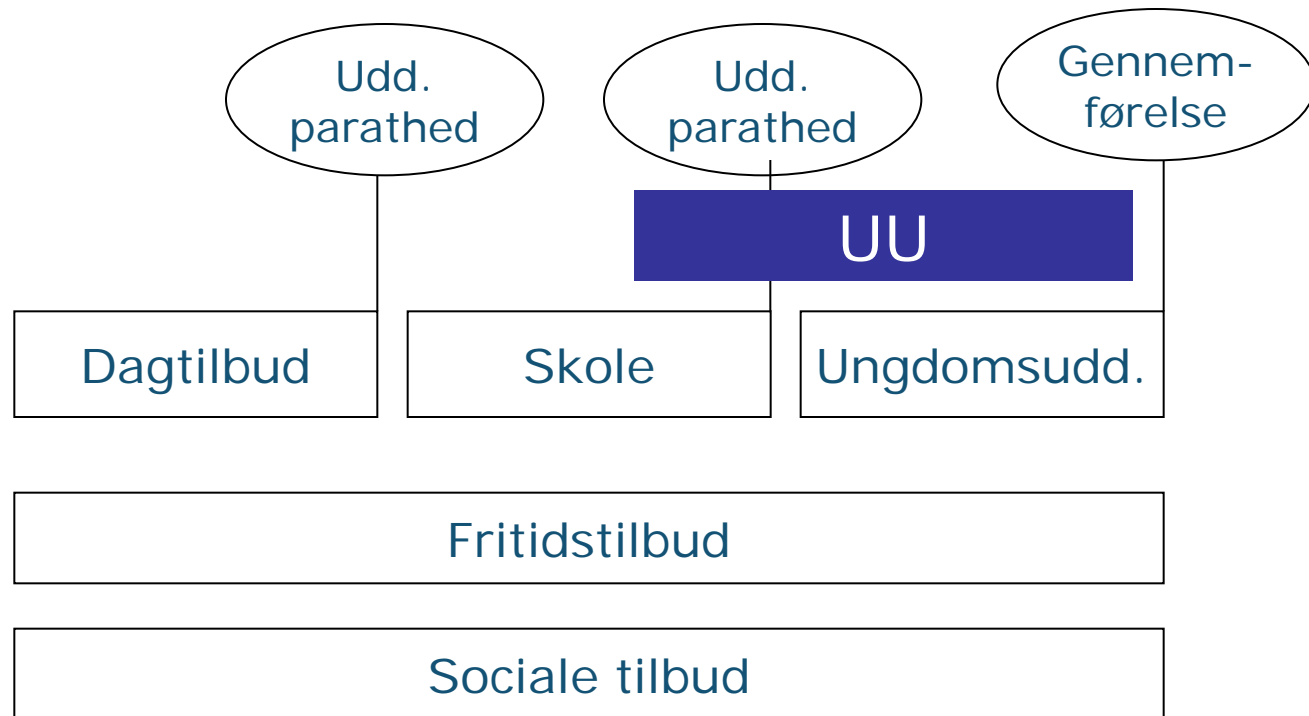 Udd.
parathed
Udd.
parathed
Gennem-
førelse
UU
Dagtilbud
Skole
Ungdomsudd.
Fritidstilbud
Sociale tilbud